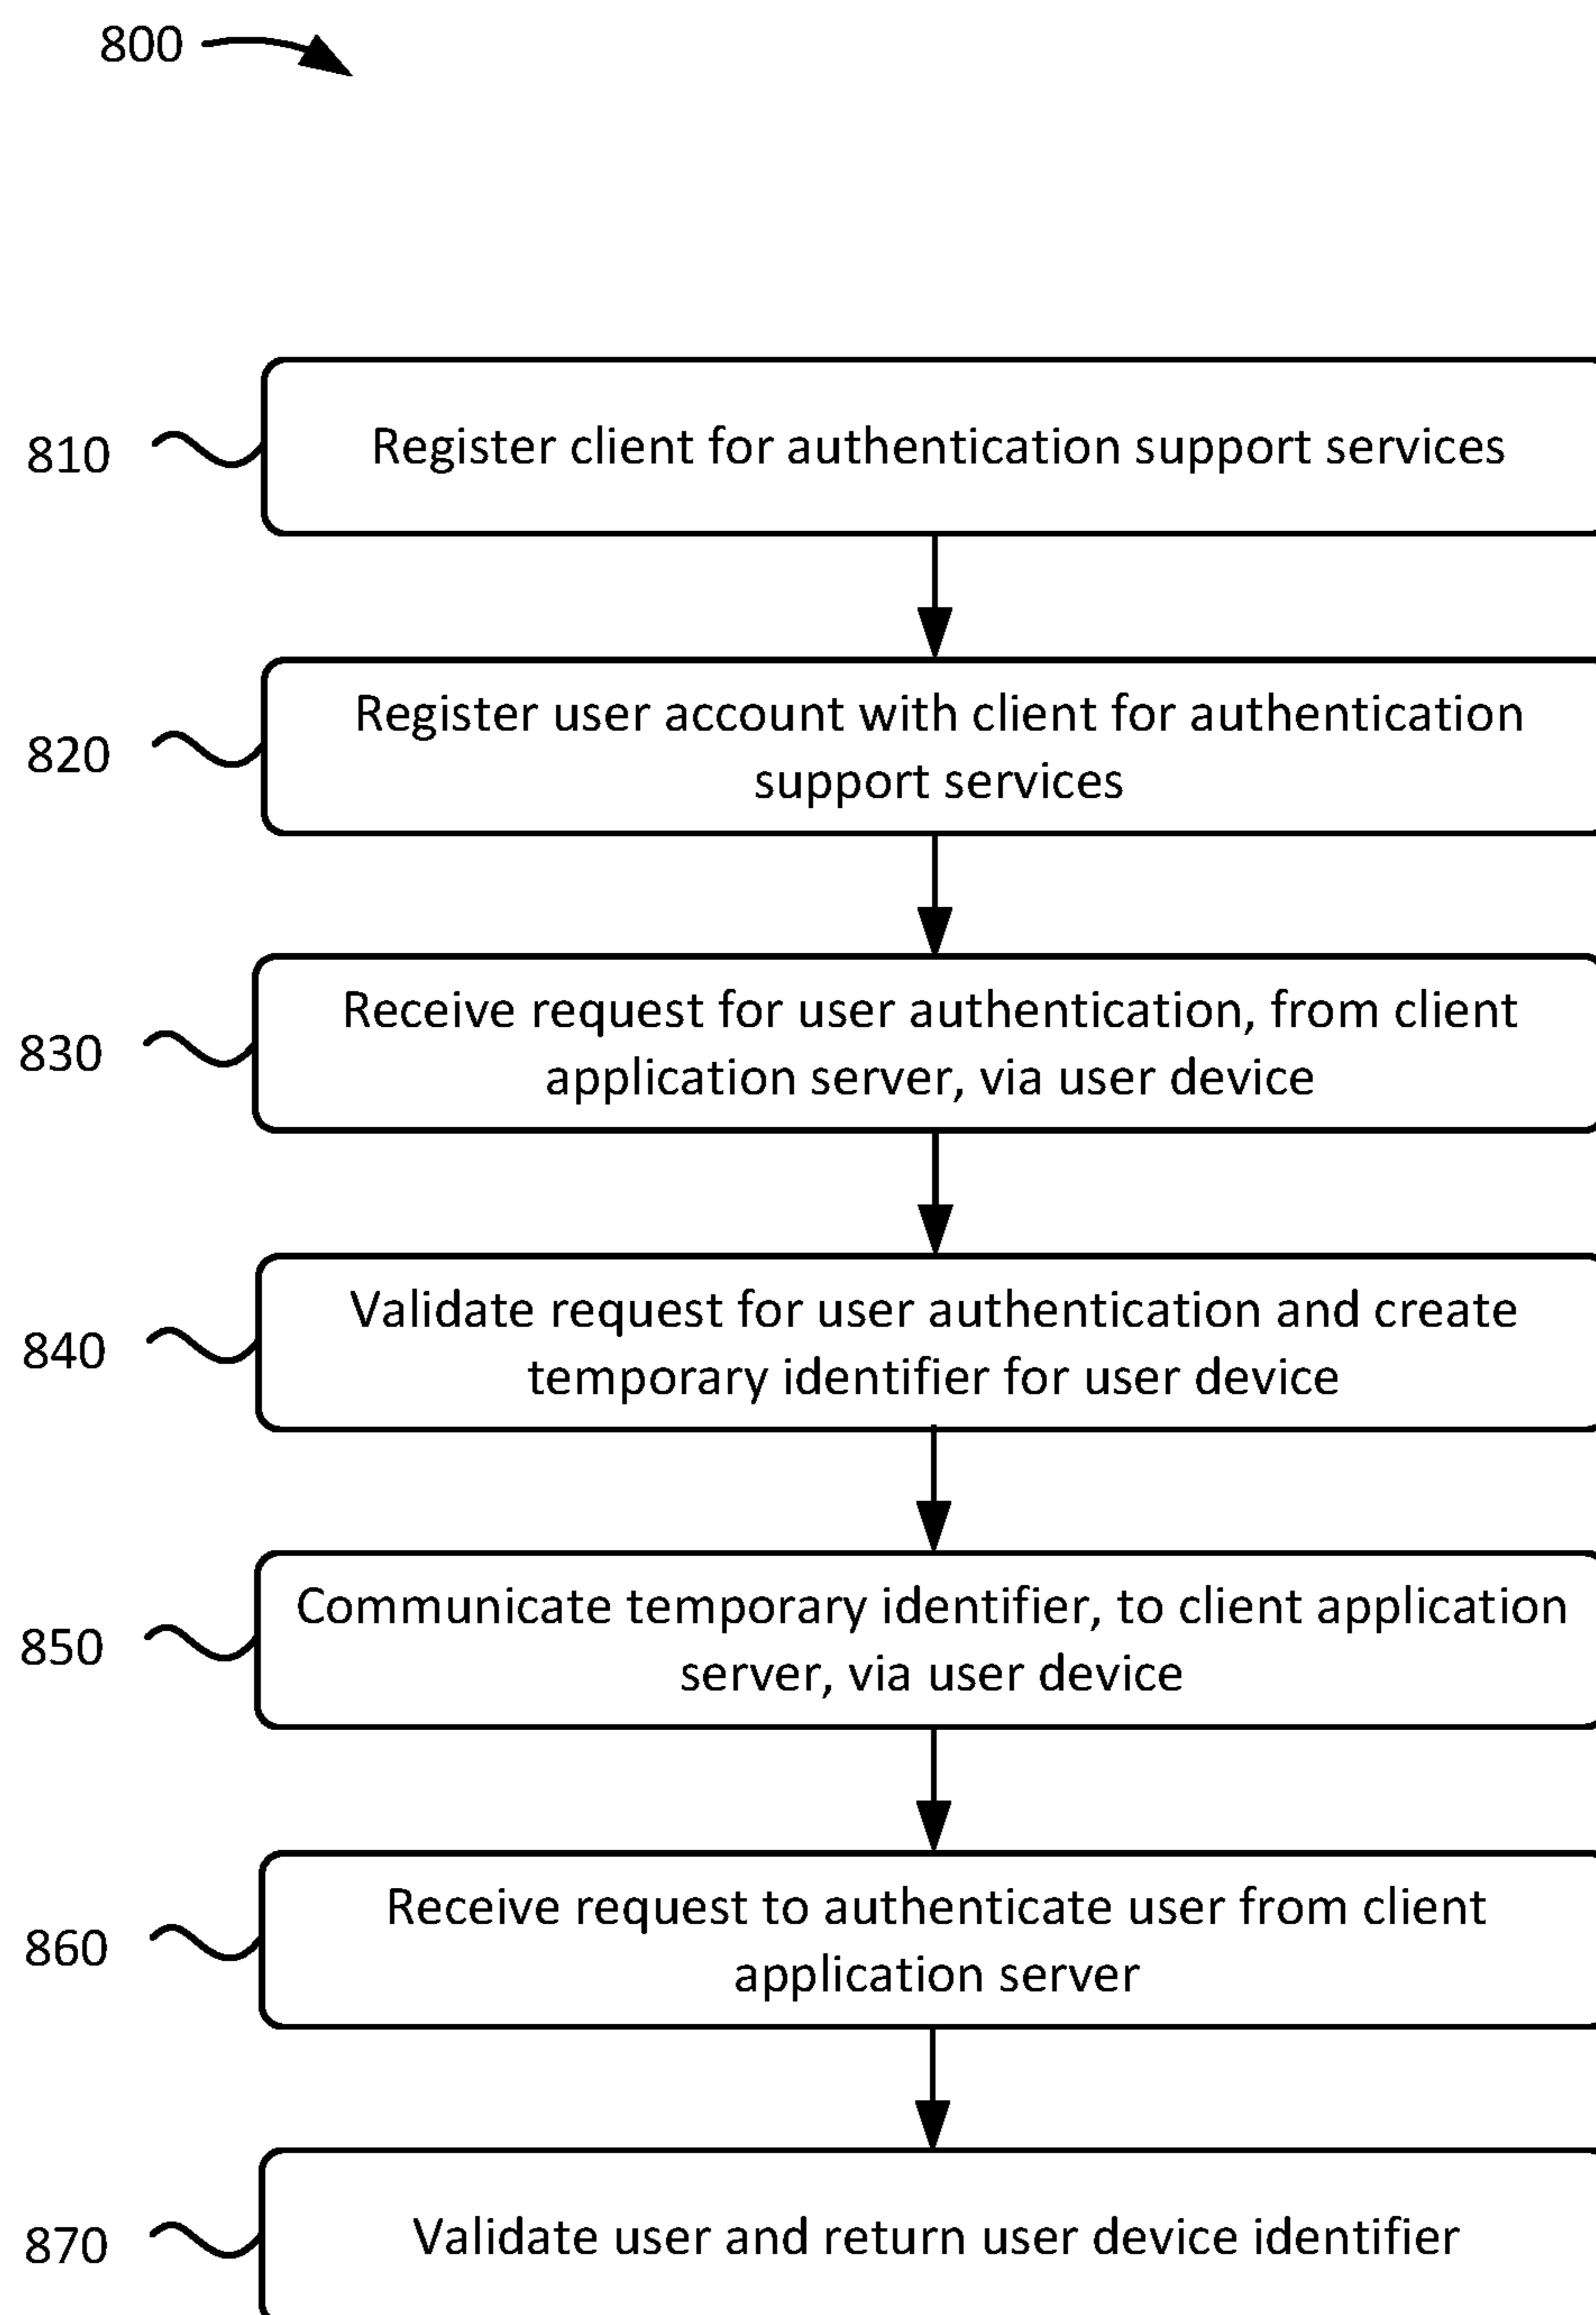 800
810
Register client for authentication support services
820
Register user account with client for authentication
support services
830
Receive request for user authentication, from client
application server, via user device
840
Validate request for user authentication and create
temporary identifier for user device
850
Communicate temporary identifier, to client application
server, via user device
860
Receive request to authenticate user from client
application server
870
Validate user and return user device identifier